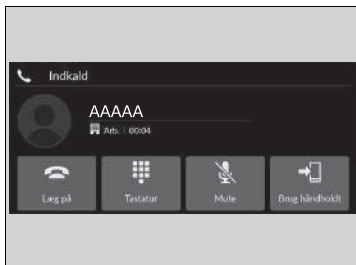 Indkald
AAAAA
Arb. 00:04
Læg på
Tastatur
Mute
Brug håndholdt